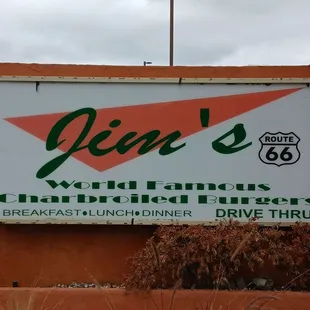 Jim's
ROUTE
66
World Famous
Charbroiled Burgers
BREAKFAST•LUNCH•DINNER DRIVE THRU